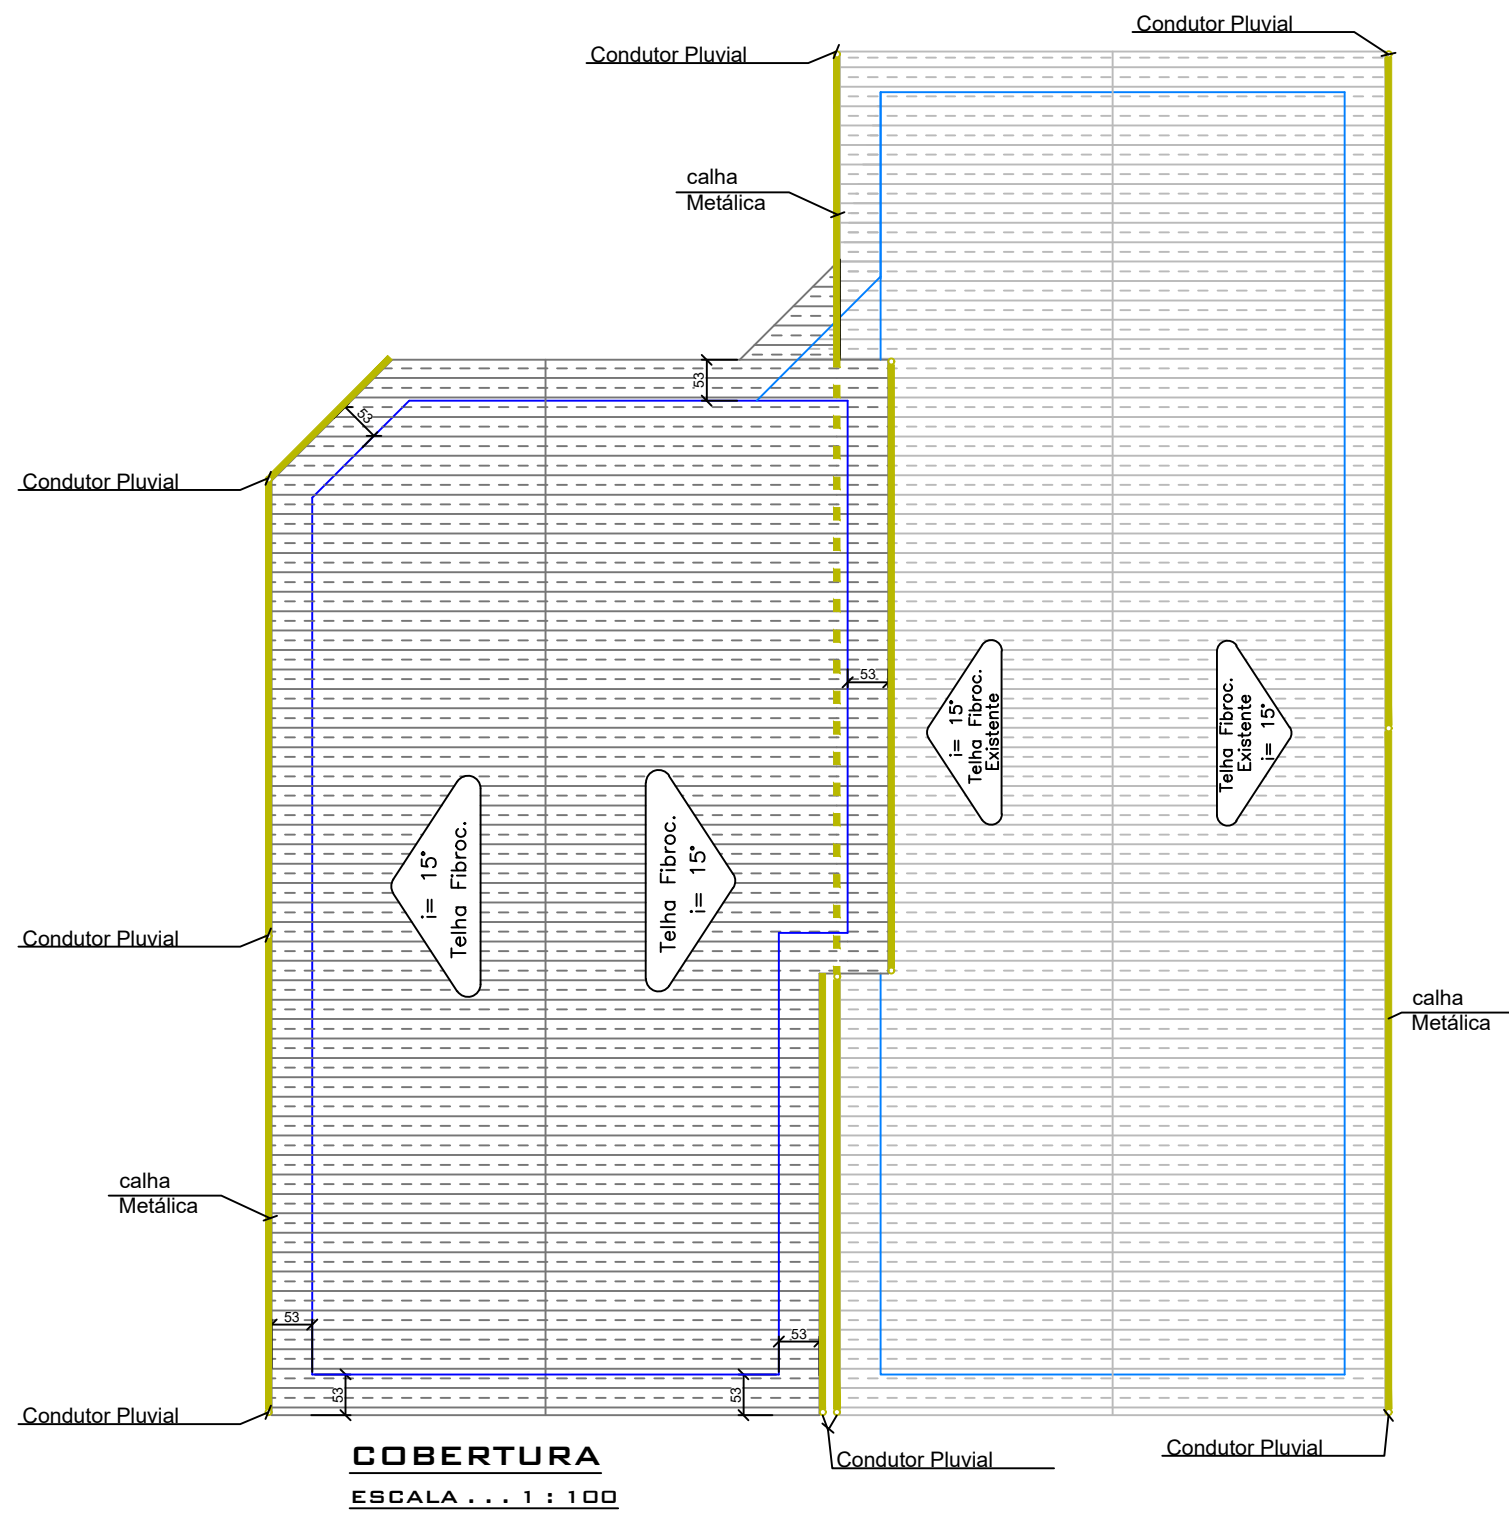 Condutor Pluvial
Condutor Pluvial
calha
Metálica
53
53
Condutor Pluvial
53
i= 15°
Telha Fibroc.
Existente
Telha Fibroc.
Existente
i= 15°
i= 15°
Telha Fibroc.
Telha Fibroc.
i= 15°
Condutor Pluvial
calha
Metálica
calha
Metálica
53
53
53
53
Condutor Pluvial
Condutor Pluvial
Condutor Pluvial
COBERTURA
ESCALA . . . 1 : 100